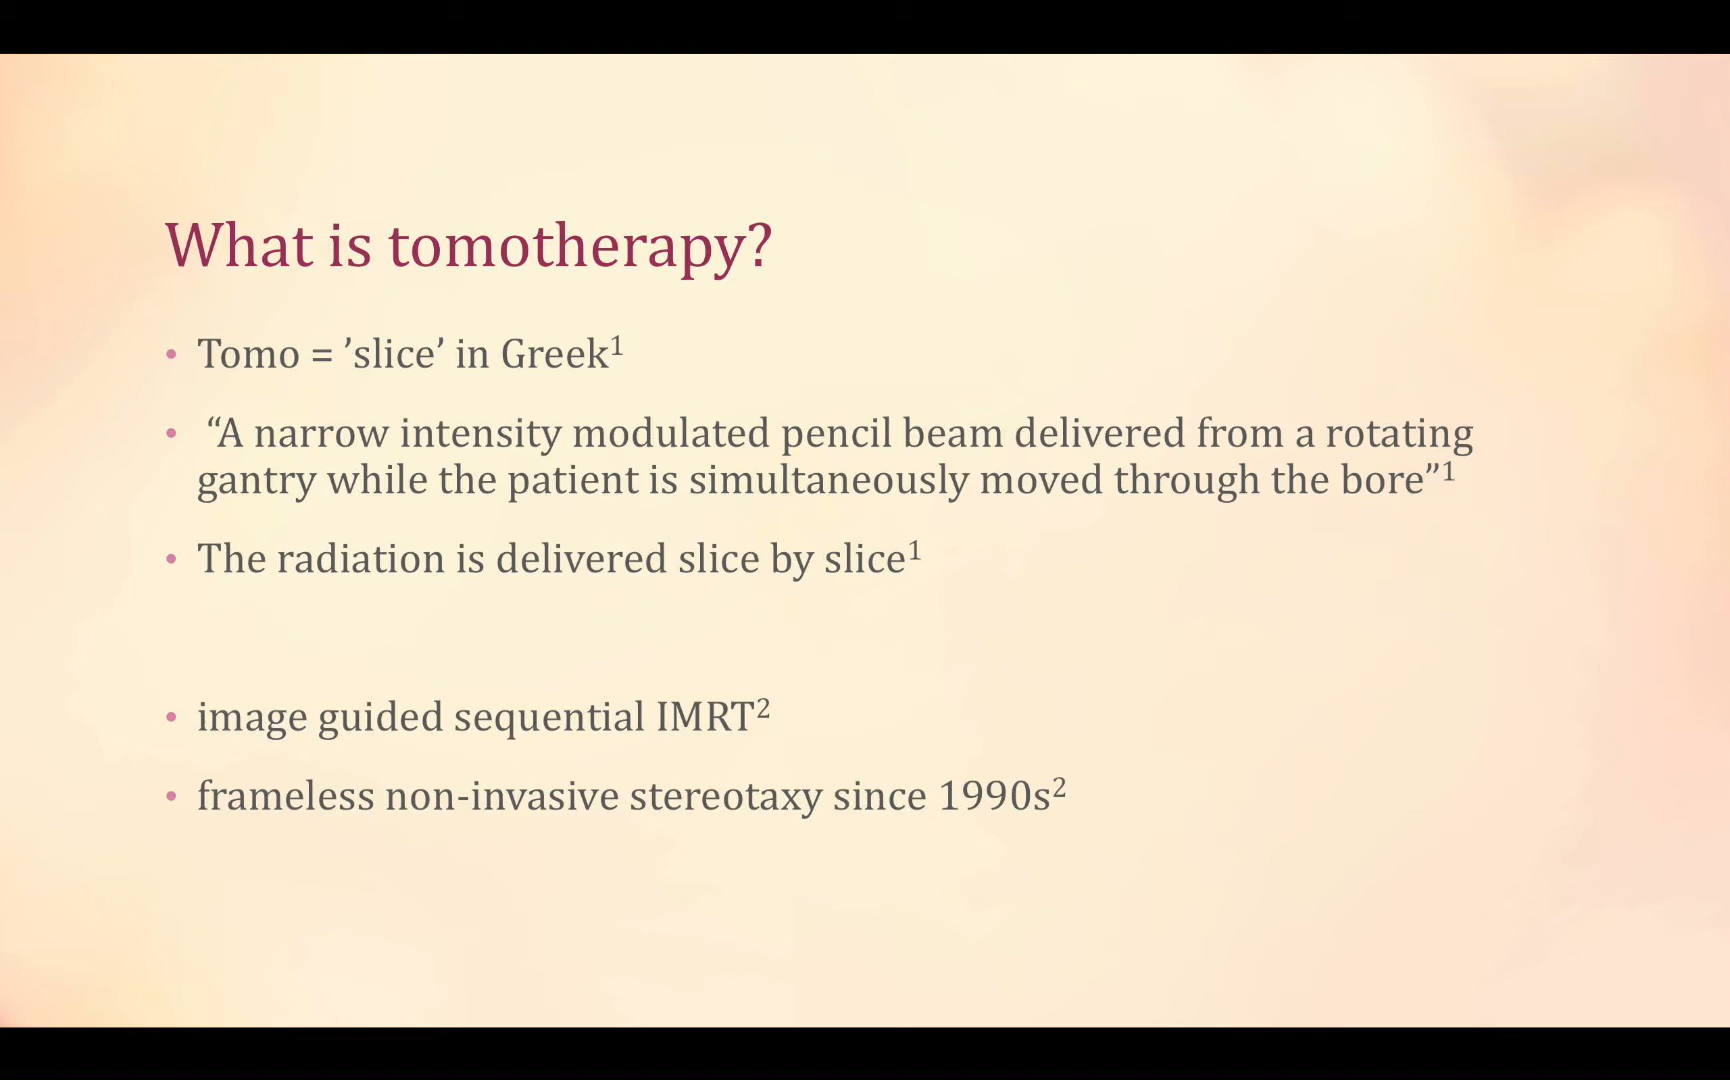 What is tomotherapy?
• Tomo = ’slice’ in Greek¹
• “A narrow intensity modulated pencil beam delivered from a rotating
gantry while the patient is simultaneously moved through the bore”¹
• The radiation is delivered slice by slice¹
• image guided sequential IMRT²
• frameless non-invasive stereotaxy since 1990s²